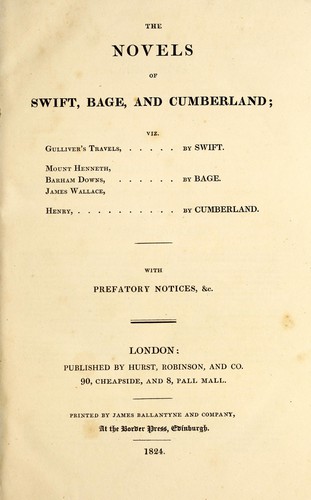 THE
NOVELS
OF
SWIFT, BAGE, AND CUMBERLAND;
VIZ.
GULLIVER'S TRAVELS, . . . . . BY SWIFT.
MOUNT HENNETH,
BARHAM DOWNS, . . . . . . BY BAGE.
JAMES WALLACE,
HENRY, . . . . . . . . . . BY CUMBERLAND.
WITH
PREFATORY NOTICES, &c.
LONDON:
PUBLISHED BY HURST, ROBINSON, AND CO.
90, CHEAPSIDE, AND 8, PALL MALL.
PRINTED BY JAMES BALLANTYNE AND COMPANY,
At the Border Press, Edinburgh.
1824.